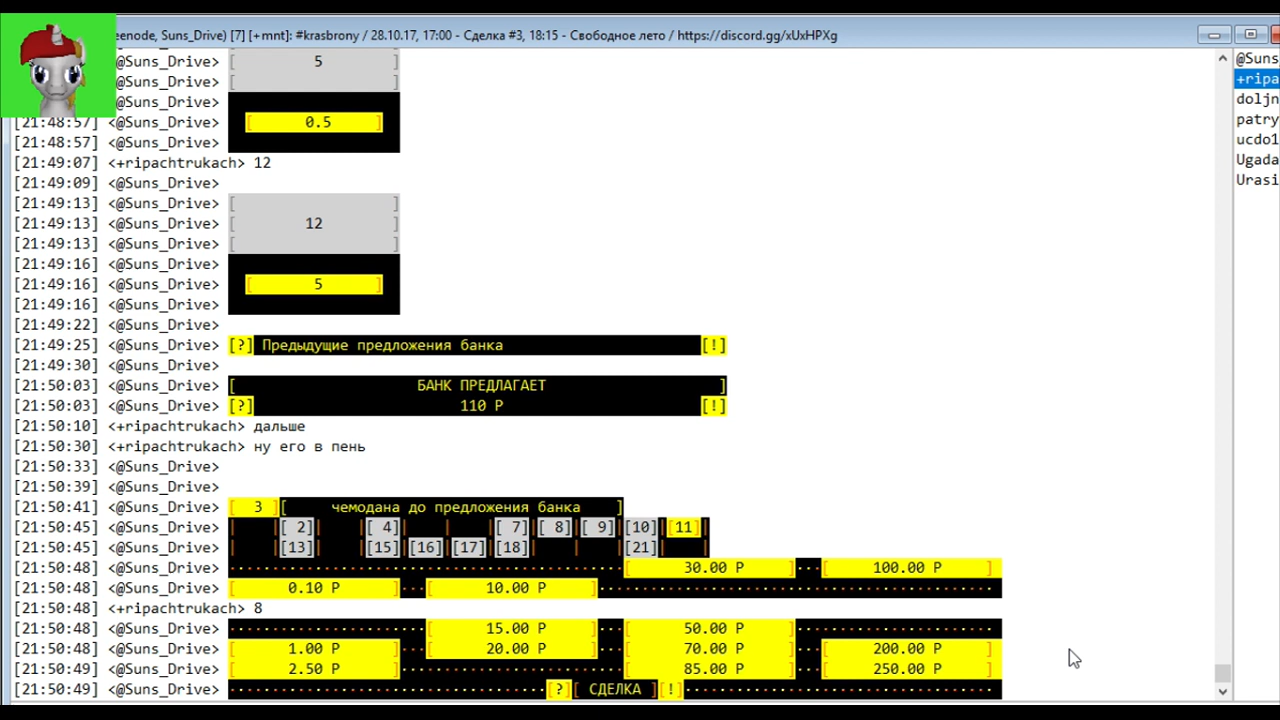 eenode, Suns_Drive) [7] [+mnt]: #krasbrony / 28.10.17, 17:00 - Сделка #3, 18:15 - Свободное лето / https://discord.gg/xUxHPXg
@Suns_Drive> [ 5 ]
@Suns_Drive> [ ]
@Suns_Drive>
[21:48:57] <@Suns_Drive> [ 0.5 ]
[21:48:57] <@Suns_Drive>
[21:49:07] <+ripachtrukach> 12
[21:49:09] <@Suns_Drive>
[21:49:13] <@Suns_Drive> [ ]
[21:49:13] <@Suns_Drive> [ 12 ]
[21:49:13] <@Suns_Drive> [ ]
[21:49:16] <@Suns_Drive>
[21:49:16] <@Suns_Drive> [ 5 ]
[21:49:16] <@Suns_Drive>
[21:49:22] <@Suns_Drive>
[21:49:25] <@Suns_Drive> [?] Предыдущие предложения банка [!]
[21:49:30] <@Suns_Drive>
[21:50:03] <@Suns_Drive> [ БАНК ПРЕДЛАГАЕТ ]
[21:50:03] <@Suns_Drive> [?] 110 Р [!]
[21:50:10] <+ripachtrukach> дальше
[21:50:30] <+ripachtrukach> ну его в пень
[21:50:33] <@Suns_Drive>
[21:50:39] <@Suns_Drive>
[21:50:41] <@Suns_Drive> [ 3 ][ чемодана до предложения банка ]
[21:50:45] <@Suns_Drive> | |[ 2]| |[ 4]| | |[ 7]|[ 8]|[ 9]|[10]|[11]|
[21:50:45] <@Suns_Drive> | |[13]| |[15]|[16]|[17]|[18]| | |[21]| |
[21:50:48] <@Suns_Drive> [ 30.00 Р ]...[ 100.00 Р ]
[21:50:48] <@Suns_Drive> [ 0.10 Р ]...[ 10.00 Р ]
[21:50:48] <+ripachtrukach> 8
[21:50:48] <@Suns_Drive> [ 15.00 Р ]...[ 50.00 Р ]
[21:50:48] <@Suns_Drive> [ 1.00 Р ]...[ 20.00 Р ]...[ 70.00 Р ]...[ 200.00 Р ]
[21:50:49] <@Suns_Drive> [ 2.50 Р ] [ 85.00 Р ]...[ 250.00 Р ]
[21:50:49] <@Suns_Drive> [?][ СДЕЛКА ][!]
@Suns
+ripa
doljn
patry
ucdo1
Ugada
Urasi